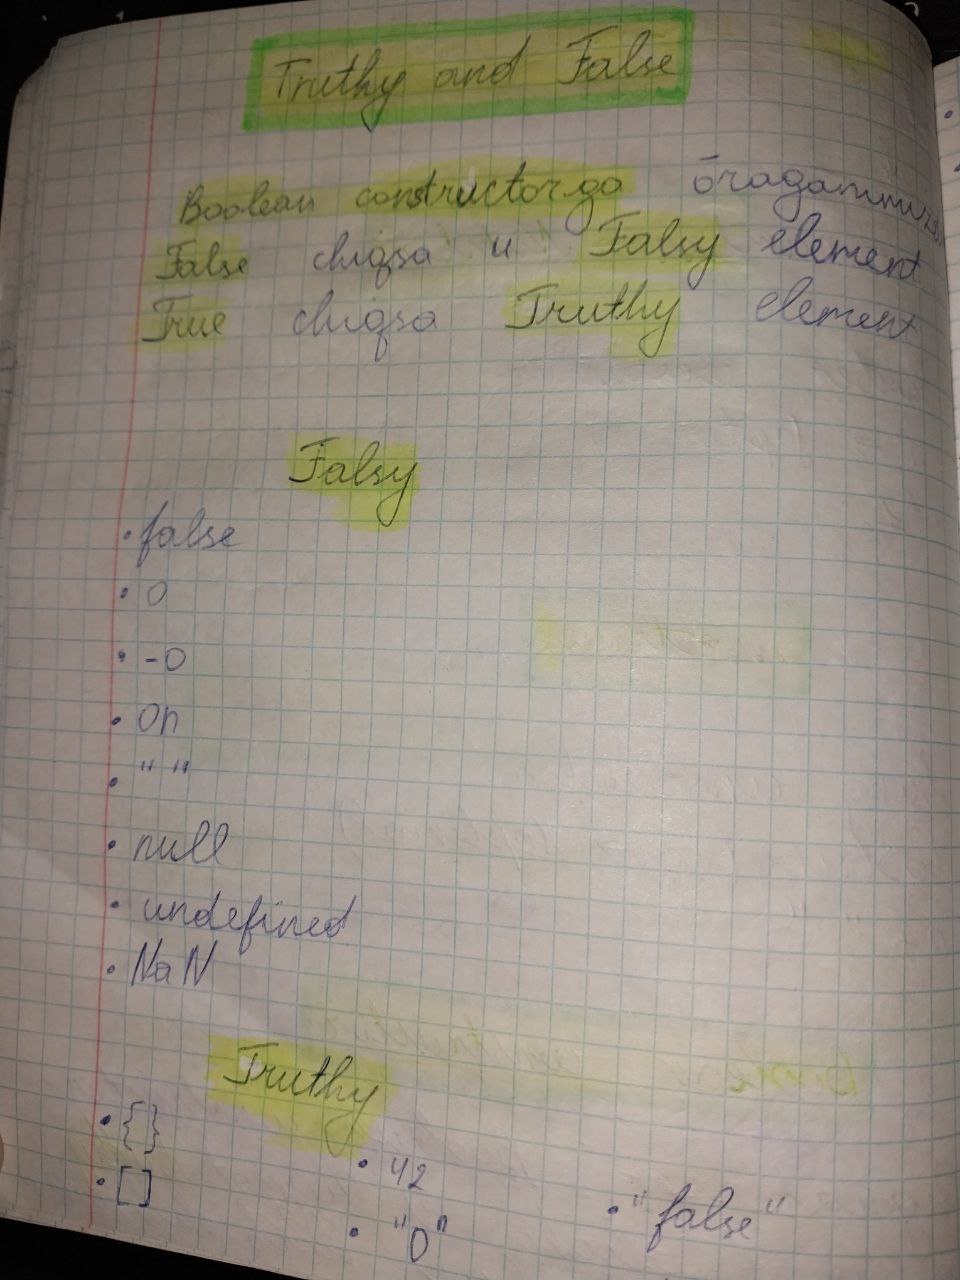 Truthy and False
Boolean constructorga
False chiqsa u Falsy element
True chiqsa Truthy element
Falsy
• false
• 0
• -0
• 0n
• " "
• null
• undefined
• NaN
Truthy
• {}
• []
• 42
• "0"
• "false"